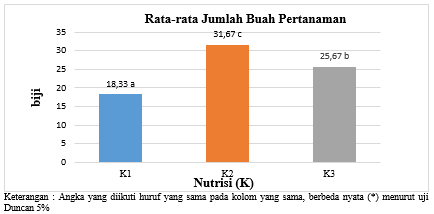 Rata-rata Jumlah Buah Pertanaman
35
30
25
20
15
10
5
0
biji
18,33 a
31,67 c
25,67 b
K1
K2
K3
Nutrisi (K)
Keterangan : Angka yang diikuti huruf yang sama pada kolom yang sama, berbeda nyata (*) menurut uji
Duncan 5%